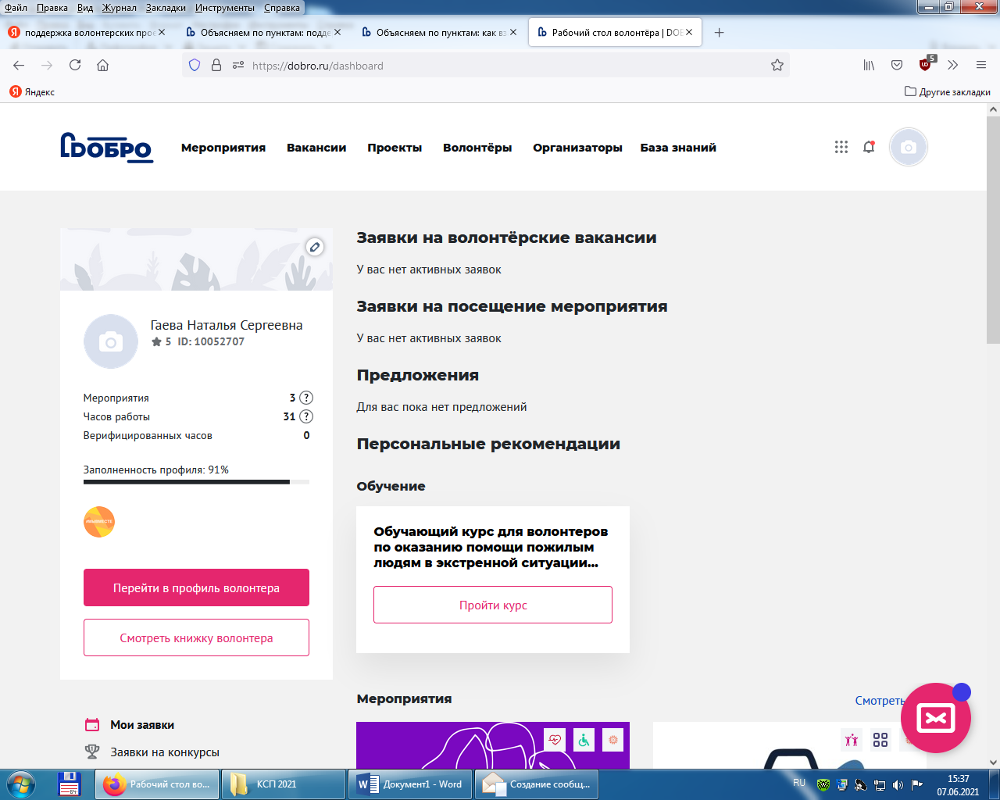 Файл Правка Вид Журнал Закладки Инструменты Справка
поддержка волонтерских прое
Объясняем по пунктам: подде
Объясняем по пунктам: как вз
Рабочий стол волонтёра | DOB
https://dobro.ru/dashboard
5
Яндекс
Другие закладки
ДОБРО
Мероприятия Вакансии Проекты Волонтёры Организаторы База знаний
Гаева Наталья Сергеевна
5 ID: 10052707
Мероприятия 3 ?
Часов работы 31 ?
Верифицированных часов 0
Заполненность профиля: 91%
#МЫВМЕСТЕ
Перейти в профиль волонтера
Смотреть книжку волонтера
Мои заявки
Заявки на конкурсы
Заявки на волонтёрские вакансии
У вас нет активных заявок
Заявки на посещение мероприятия
У вас нет активных заявок
Предложения
Для вас пока нет предложений
Персональные рекомендации
Обучение
Обучающий курс для волонтеров
по оказанию помощи пожилым
людям в экстренной ситуации...
Пройти курс
Мероприятия
Смотреть
64
Рабочий стол во...
КСП 2021
Документ1 - Word
Создание сообщ...
RU
15:37
07.06.2021